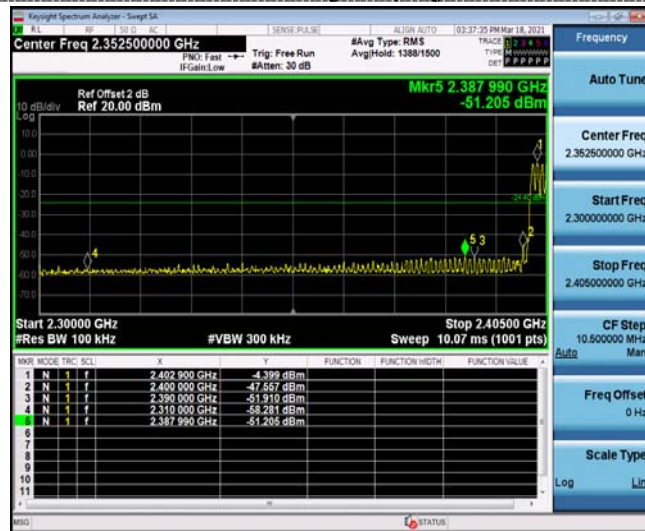 Keysight Spectrum Analyzer - Swept SA
RL RF 50 Ω AC SENSE:PULSE ALIGN AUTO 03:37:35 PM Mar 18, 2021
Center Freq 2.352500000 GHz
PNO: Fast
IFGain:Low
Trig: Free Run
#Atten: 30 dB
#Avg Type: RMS
Avg|Hold: 1388/1500
TRACE 1 2 3 4 5 6
TYPE M W W W W W
DET P P P P P P
Ref Offset 2 dB
Ref 20.00 dBm
10 dB/div
Log
Mkr5 2.387 990 GHz
-51.205 dBm
10.0
0.00
-10.0
-20.0
-30.0
-40.0
-50.0
-60.0
-70.0
1
2
5 3
4
Start 2.30000 GHz
Stop 2.40500 GHz
#Res BW 100 kHz #VBW 300 kHz Sweep 10.07 ms (1001 pts)
MKR MODE TRC SCL X Y FUNCTION FUNCTION WIDTH FUNCTION VALUE
1 N 1 f 2.402 900 GHz -4.399 dBm
2 N 1 f 2.400 000 GHz -47.557 dBm
3 N 1 f 2.390 000 GHz -51.910 dBm
4 N 1 f 2.310 000 GHz -58.281 dBm
5 N 1 f 2.387 990 GHz -51.205 dBm
6
7
8
9
10
11
MSG STATUS
Frequency
Auto Tune
Center Freq
2.352500000 GHz
Start Freq
2.300000000 GHz
Stop Freq
2.405000000 GHz
CF Step
10.500000 MHz
Auto Man
Freq Offset
0 Hz
Scale Type
Log Lin